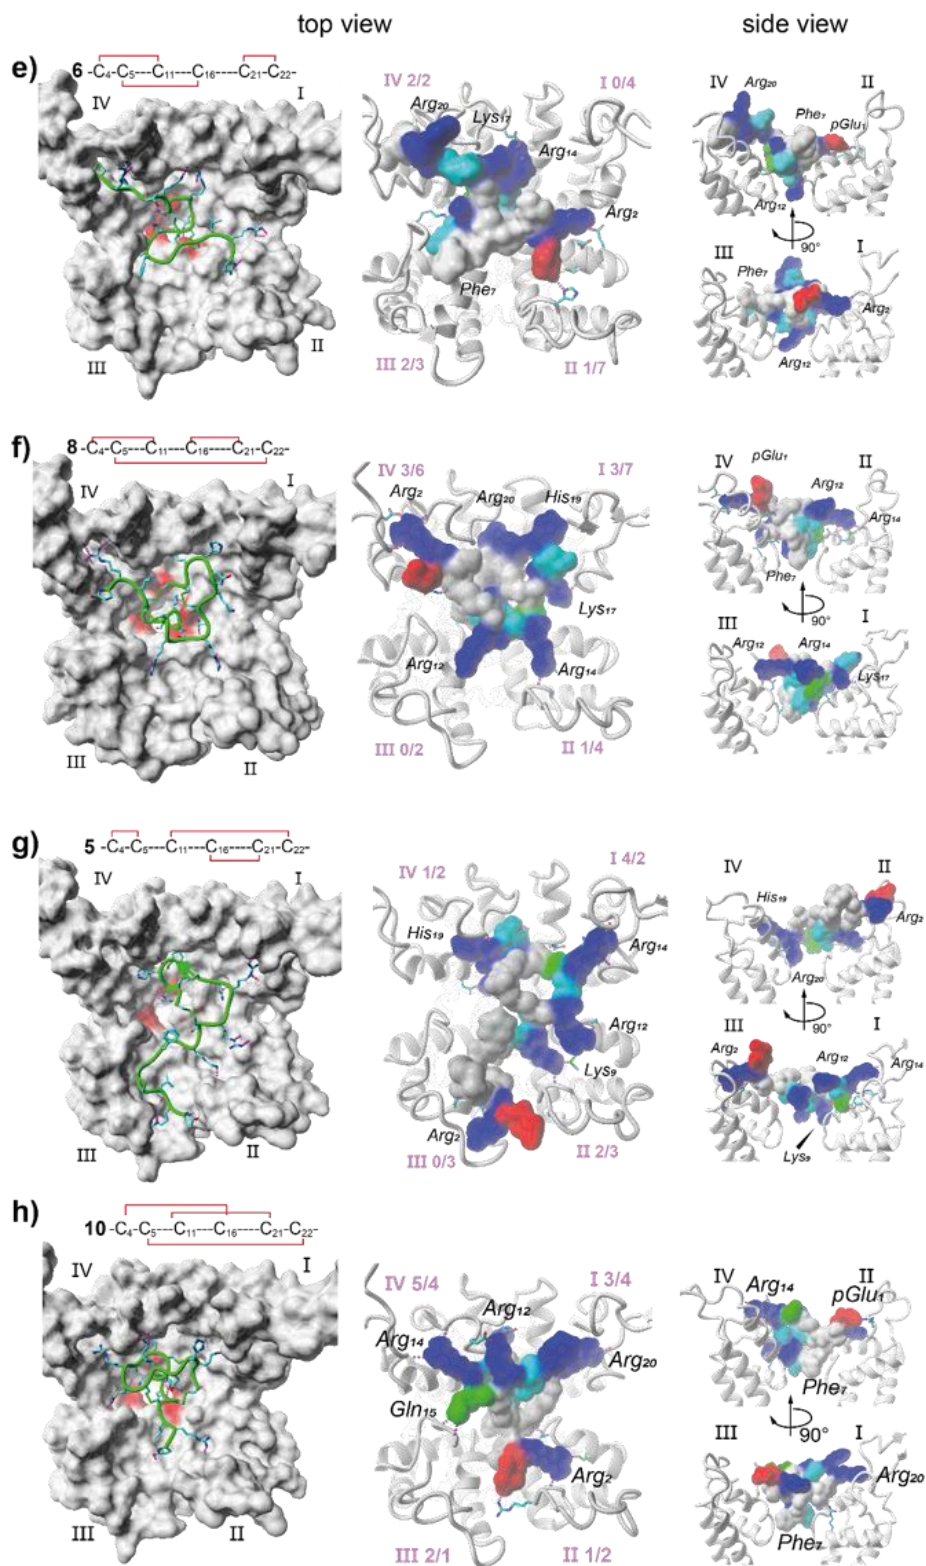 top view side view
e)
6 -C4-C5----C11----C16----C21-C22-
IV
I
III
II
IV 2/2
I 0/4
Arg20
Lys17
Arg14
Arg2
Phe7
III 2/3
II 1/7
IV
Arg20
II
Phe7
pGlu1
Arg12
90°
III
I
Phe7
Arg2
Arg12
f)
8 -C4-C5----C11----C16----C21-C22-
IV
I
III
II
IV 3/6
I 3/7
Arg2
Arg20
His19
Lys17
Arg12
Arg14
III 0/2
II 1/4
IV
pGlu1
II
Arg12
Arg14
Phe7
90°
III
I
Arg12
Arg14
Lys17
g)
5 -C4-C5----C11----C16----C21-C22-
IV
I
III
II
IV 1/2
I 4/2
His19
Arg14
Arg12
Lys9
Arg2
III 0/3
II 2/3
IV
II
His19
Arg2
Arg20
90°
III
I
Arg2
Arg12
Arg14
Lys9
h)
10 -C4-C5----C11----C16----C21-C22-
IV
I
III
II
IV 5/4
I 3/4
Arg12
Arg14
Arg20
Gln15
Arg2
III 2/1
II 1/2
IV
II
Arg14
pGlu1
Phe7
90°
III
I
Arg20
Phe7